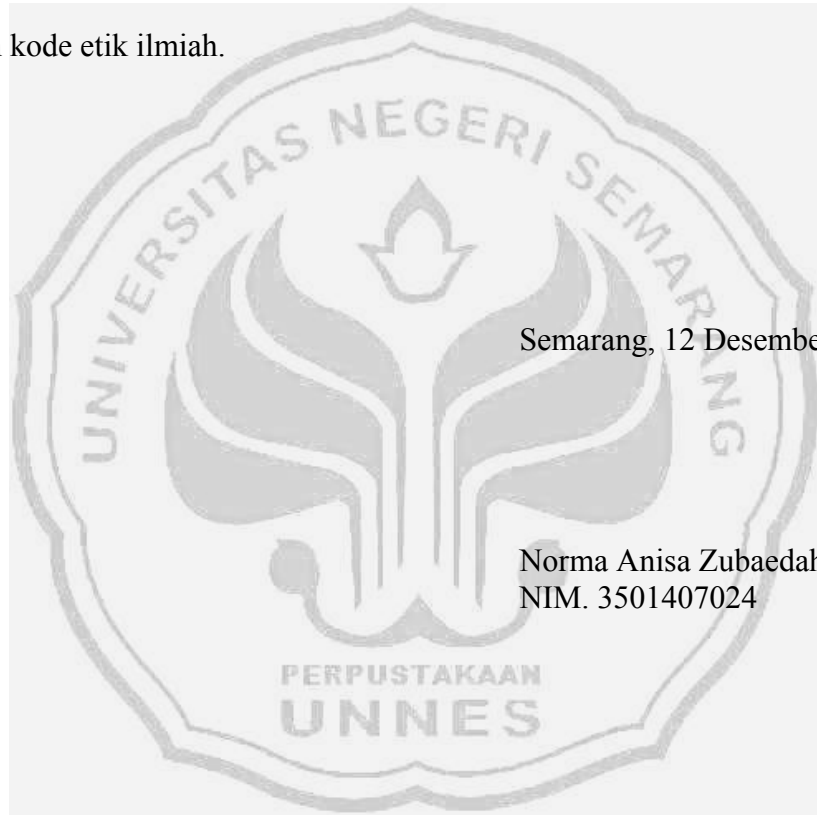 kode etik ilmiah.
UNIVERSITAS NEGERI SEMARANG
Semarang, 12 Desembe
Norma Anisa Zubaedah
NIM. 3501407024
PERPUSTAKAAN
UNNES